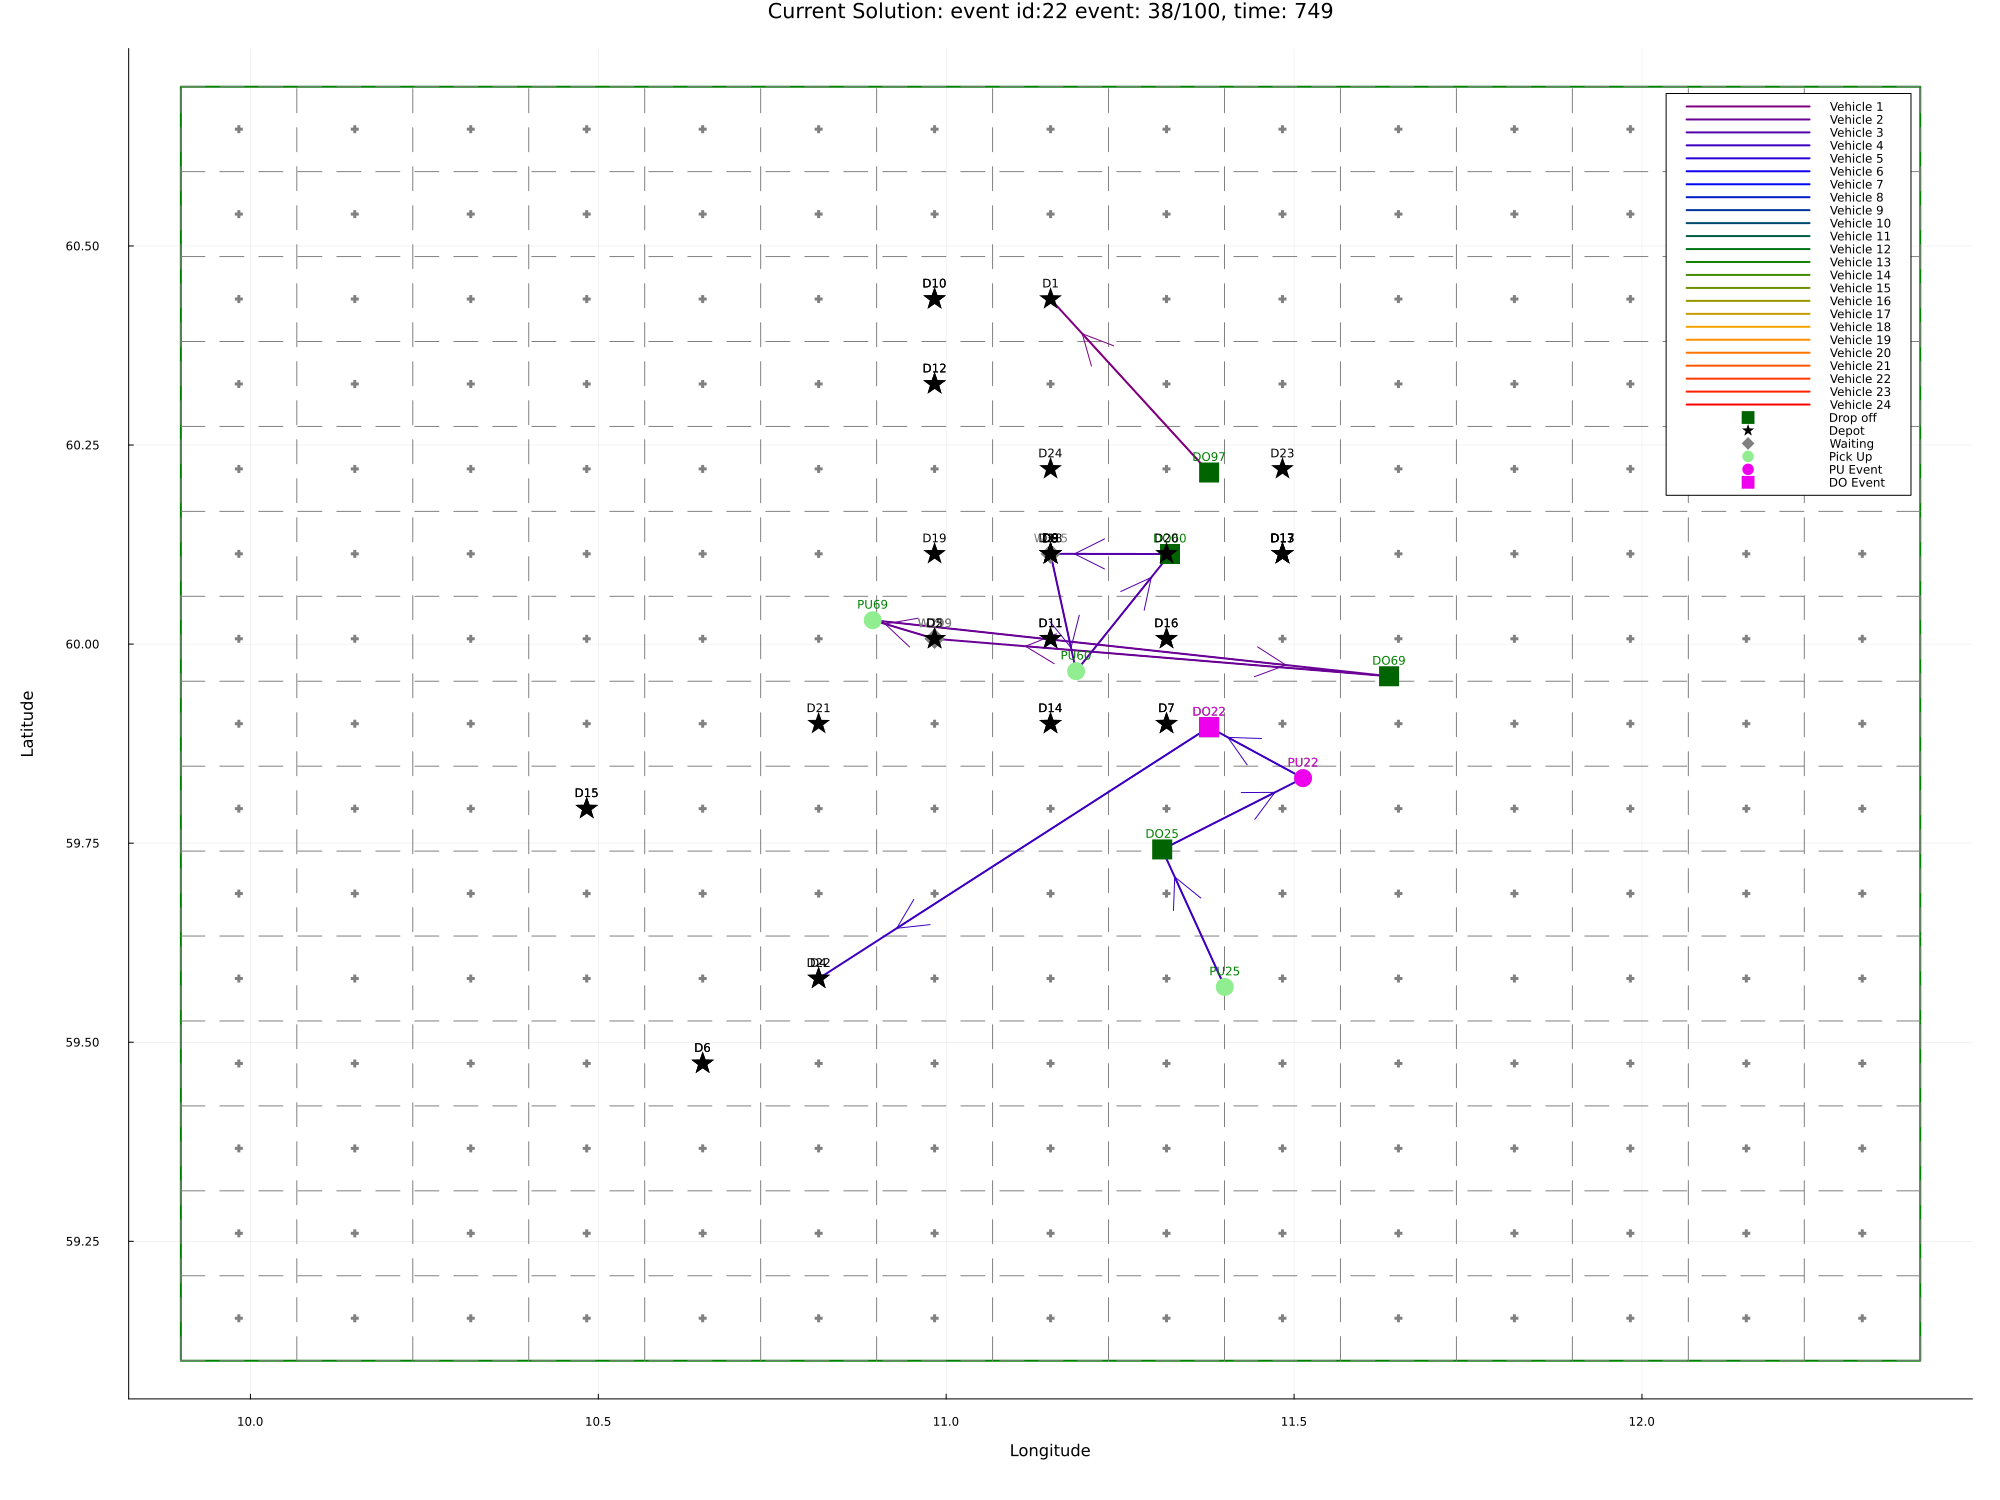 Current Solution: event id:22 event: 38/100, time: 749
Vehicle 1
Vehicle 2
Vehicle 3
Vehicle 4
Vehicle 5
Vehicle 6
Vehicle 7
Vehicle 8
Vehicle 9
Vehicle 10
Vehicle 11
Vehicle 12
Vehicle 13
Vehicle 14
Vehicle 15
Vehicle 16
Vehicle 17
Vehicle 18
Vehicle 19
Vehicle 20
Vehicle 21
Vehicle 22
Vehicle 23
Vehicle 24
Drop off
Depot
Waiting
Pick Up
PU Event
DO Event
60.50
D10
D1
D12
60.25
D24
DO97
D23
D19
D20
PU69
60.00
D11
D16
PU60
DO69
D21
D14
D7
DO22
PU22
D15
59.75
DO25
D22
PU25
59.50
D6
59.25
10.0
10.5
11.0
11.5
12.0
Longitude
Latitude